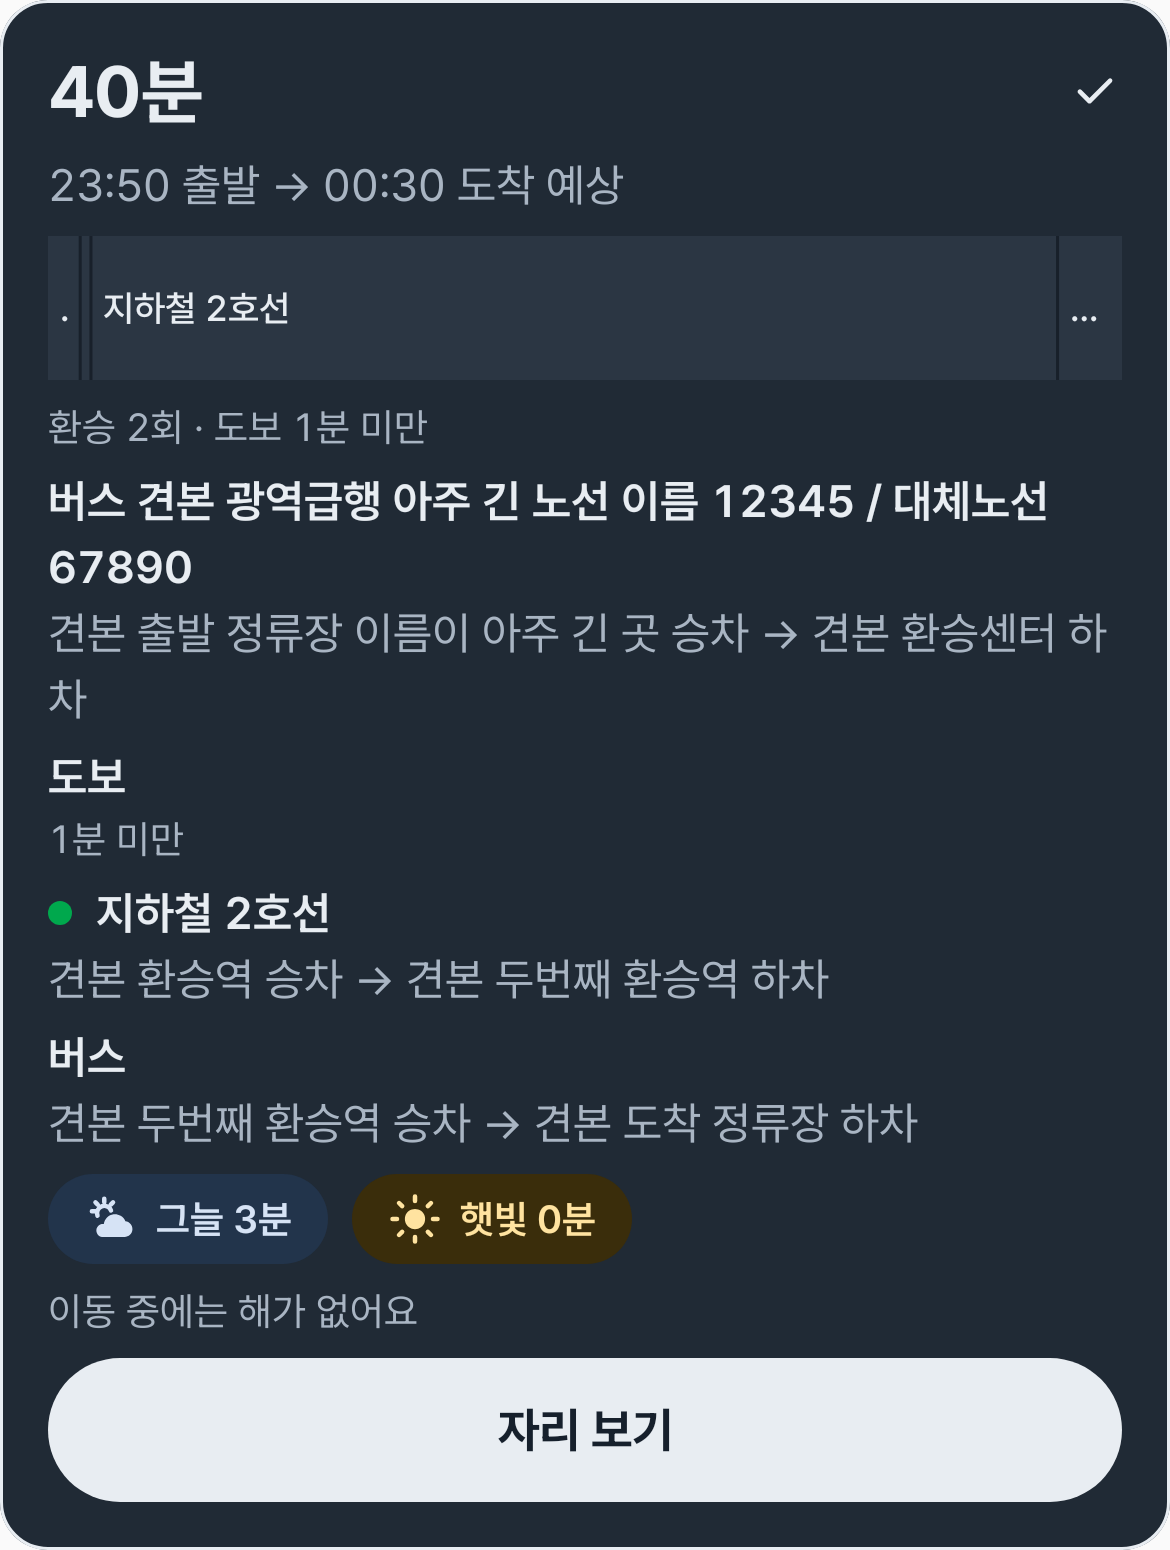 40분
23:50 출발 → 00:30 도착 예상
. 지하철 2호선 ...
환승 2회 · 도보 1분 미만
버스 견본 광역급행 아주 긴 노선 이름 12345 / 대체노선
67890
견본 출발 정류장 이름이 아주 긴 곳 승차 → 견본 환승센터 하
차
도보
1분 미만
지하철 2호선
견본 환승역 승차 → 견본 두번째 환승역 하차
버스
견본 두번째 환승역 승차 → 견본 도착 정류장 하차
그늘 3분 햇빛 0분
이동 중에는 해가 없어요
자리 보기